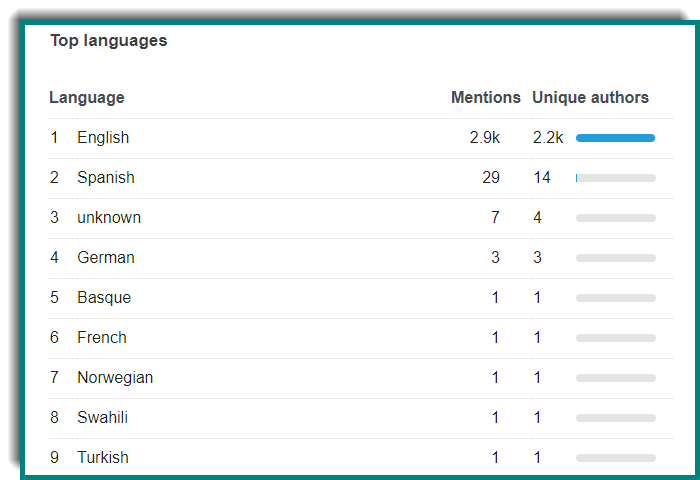 Top languages
Language Mentions Unique authors
1 English 2.9k 2.2k
2 Spanish 29 14
3 unknown 7 4
4 German 3 3
5 Basque 1 1
6 French 1 1
7 Norwegian 1 1
8 Swahili 1 1
9 Turkish 1 1